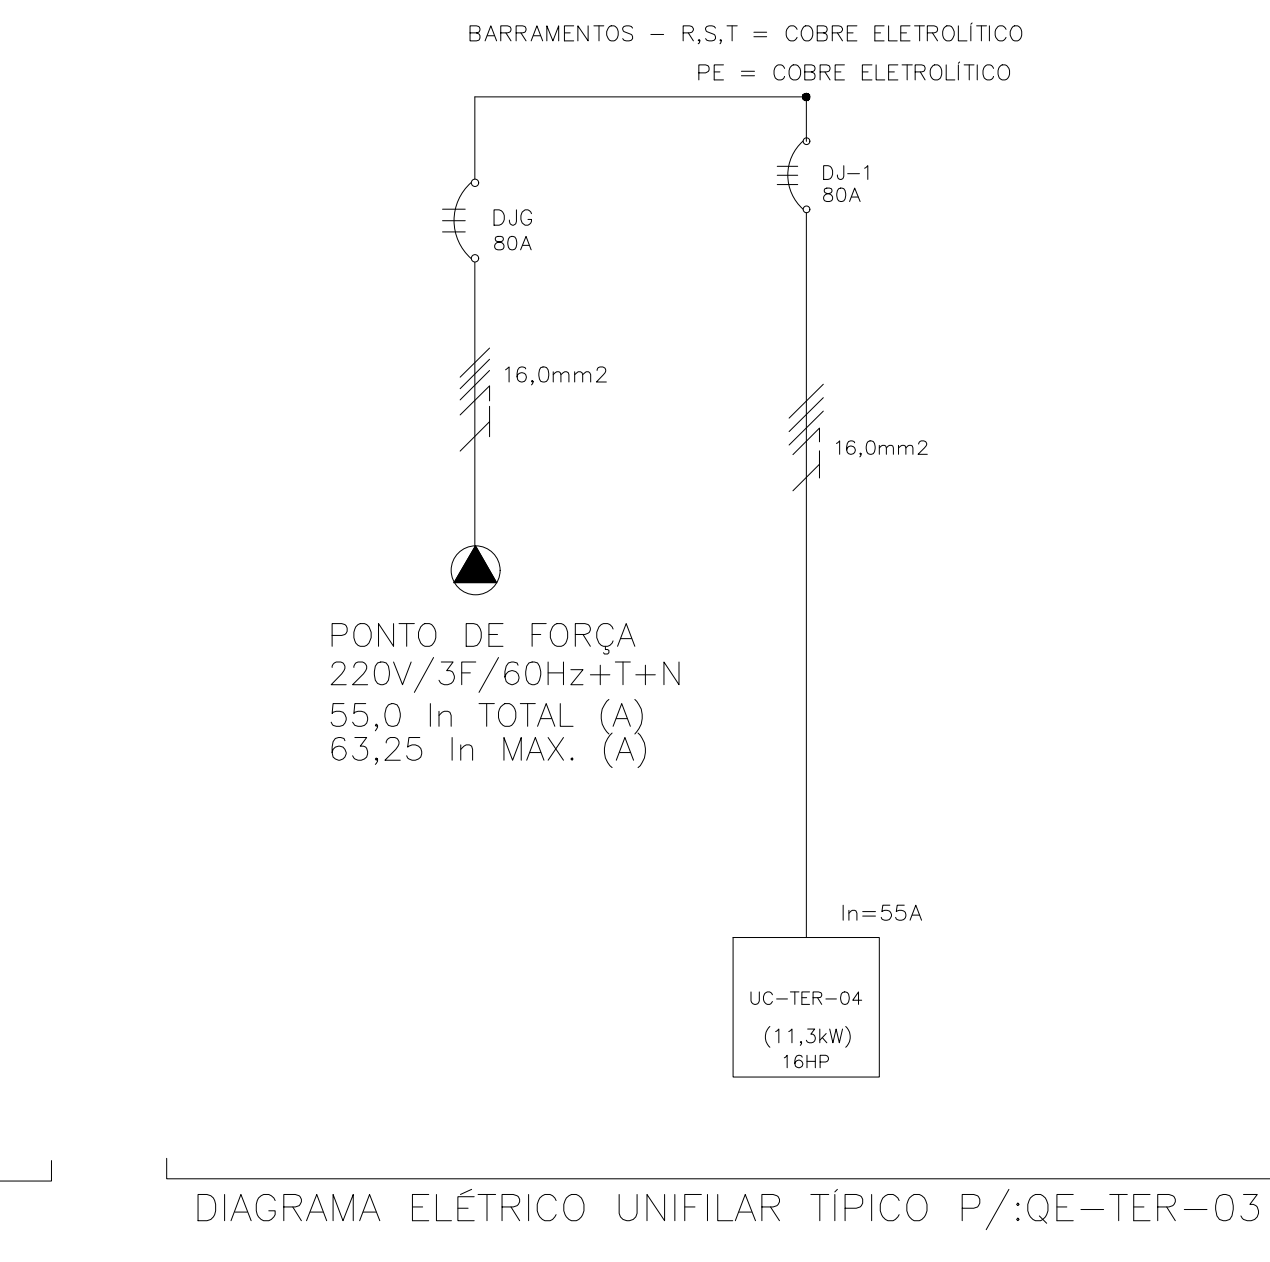 BARRAMENTOS - R,S,T = COBRE ELETROLÍTICO
PE = COBRE ELETROLÍTICO
DJ-1
80A
DJG
80A
16,0mm2
16,0mm2
PONTO DE FORÇA
220V/3F/60Hz+T+N
55,0 In TOTAL (A)
63,25 In MAX. (A)
In=55A
UC-TER-04
(11,3kW)
16HP
DIAGRAMA ELÉTRICO UNIFILAR TÍPICO P/:QE-TER-03